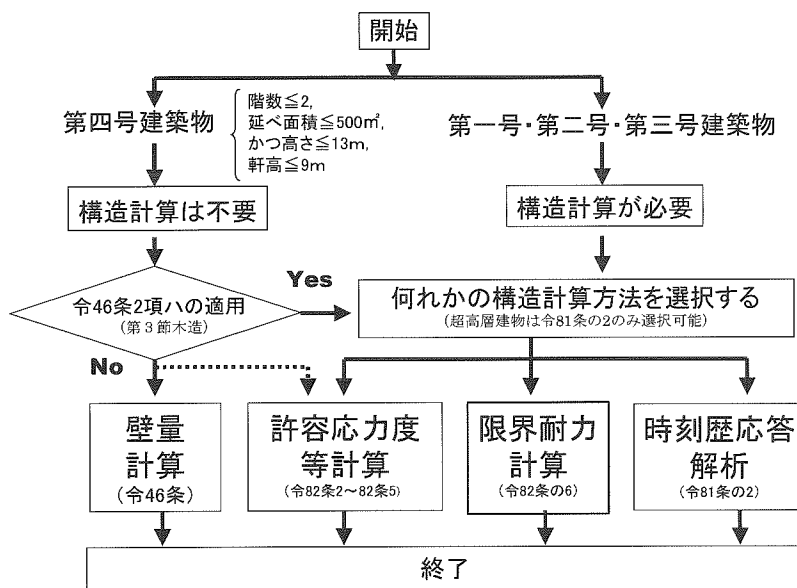 開始
第四号建築物
階数≦2,
延べ面積≦500㎡,
かつ高さ≦13m,
軒高≦9m
第一号・第二号・第三号建築物
構造計算は不要
構造計算が必要
令46条2項ハの適用
(第3節木造)
Yes
何れかの構造計算方法を選択する
(超高層建物は令81条の2のみ選択可能)
No
壁量
計算
(令46条)
許容応力度
等計算
(令82条2～82条5)
限界耐力
計算
(令82条の6)
時刻歴応答
解析
(令81条の2)
終了